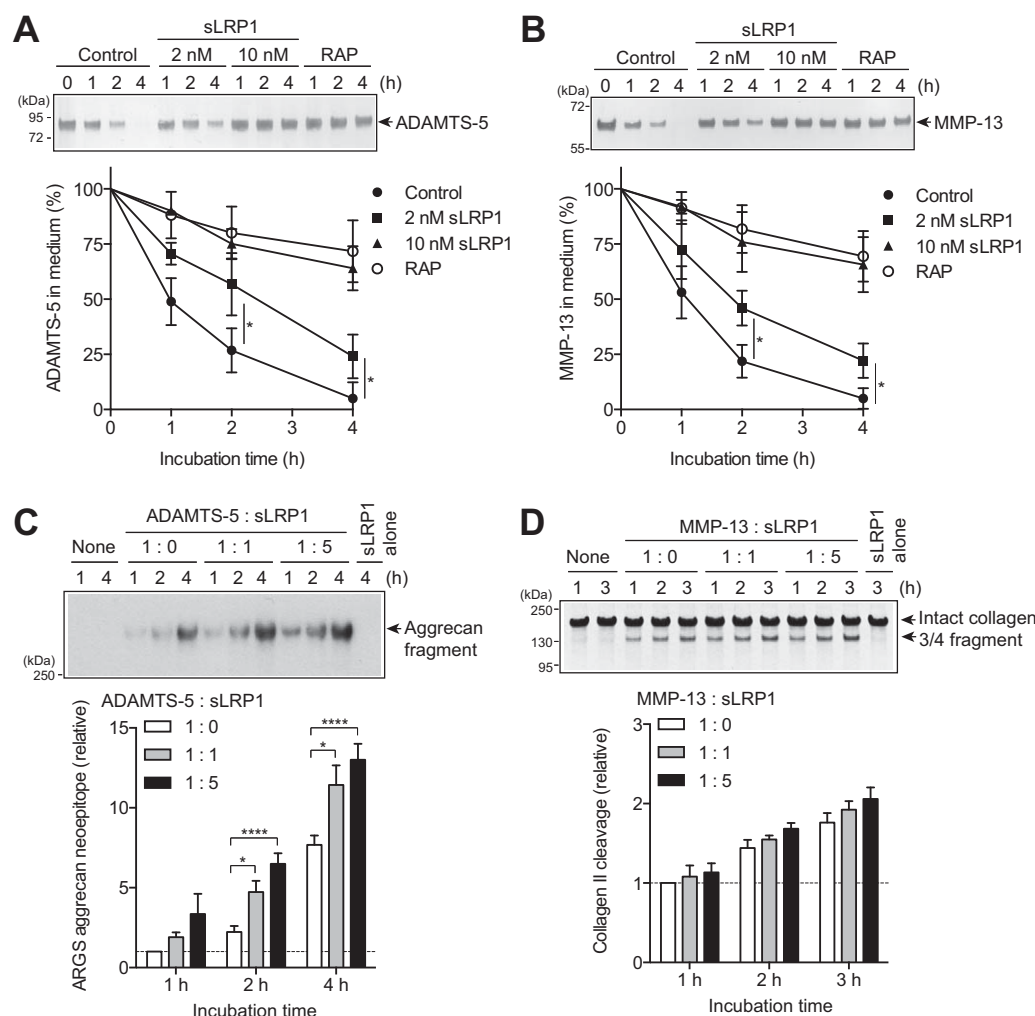 A
sLRP1
Control 2 nM 10 nM RAP
0 1 2 4 1 2 4 1 2 4 1 2 4 (h)
(kDa)
95
72
ADAMTS-5
ADAMTS-5 in medium (%)
100
75
50
25
0
0 1 2 3 4
Incubation time (h)
Control
2 nM sLRP1
10 nM sLRP1
RAP
*
*
B
sLRP1
Control 2 nM 10 nM RAP
0 1 2 4 1 2 4 1 2 4 1 2 4 (h)
(kDa)
72
55
MMP-13
MMP-13 in medium (%)
100
75
50
25
0
0 1 2 3 4
Incubation time (h)
Control
2 nM sLRP1
10 nM sLRP1
RAP
*
*
C
ADAMTS-5 : sLRP1
sLRP1 alone
None 1 : 0 1 : 1 1 : 5
1 4 1 2 4 1 2 4 1 2 4 4 (h)
Aggrecan
fragment
(kDa)
250
ADAMTS-5 : sLRP1
1 : 0
1 : 1
1 : 5
ARGS aggrecan neoepitope (relative)
15
10
5
0
* ****
* ****
1 h 2 h 4 h
Incubation time
D
MMP-13 : sLRP1
sLRP1 alone
None 1 : 0 1 : 1 1 : 5
1 3 1 2 3 1 2 3 1 2 3 3 (h)
(kDa)
250
130
95
Intact collagen
3/4 fragment
MMP-13 : sLRP1
1 : 0
1 : 1
1 : 5
Collagen II cleavage (relative)
3
2
1
0
1 h 2 h 3 h
Incubation time